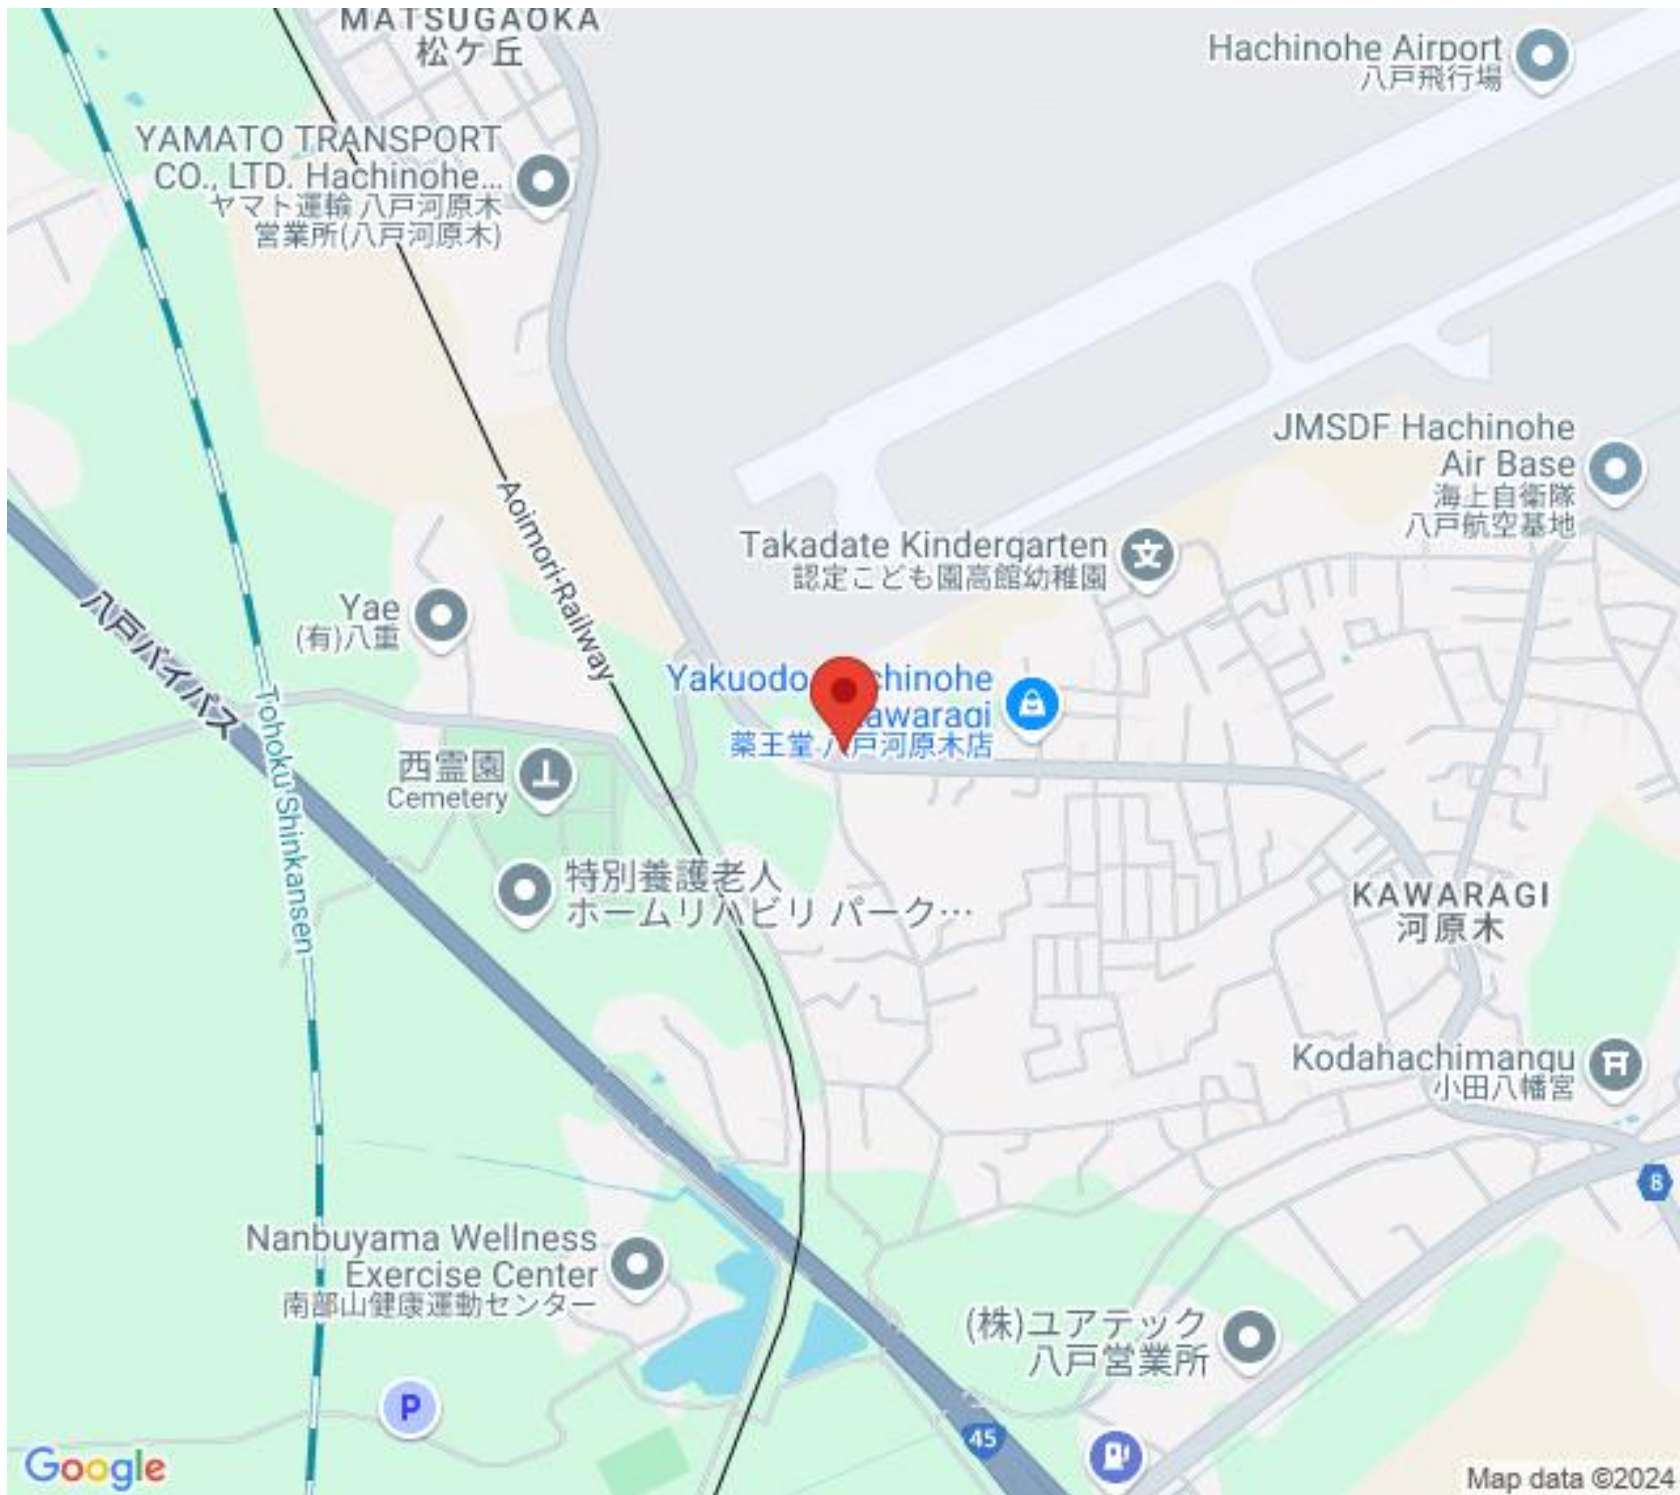 MATSUGAOKA
松ケ丘
Hachinohe Airport
八戸飛行場
YAMATO TRANSPORT
CO., LTD. Hachinohe...
ヤマト運輸 八戸河原木
営業所(八戸河原木)
JMSDF Hachinohe
Air Base
海上自衛隊
八戸航空基地
Aoimori-Railway
Takadate Kindergarten
認定こども園高館幼稚園
Yae
(有)八重
八戸バイパス
Tohoku Shinkansen
Yakuodo chinohe
awaragi
薬王堂 八戸河原木店
西霊園
Cemetery
特別養護老人
ホームリハビリ パーク…
KAWARAGI
河原木
Kodahachimangu
小田八幡宮
8
Nanbuyama Wellness
Exercise Center
南部山健康運動センター
(株)ユアテック
八戸営業所
P
45
Google
Map data ©2024